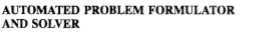 AUTOMATED PROBLEM FORMULATOR
AND SOLVER